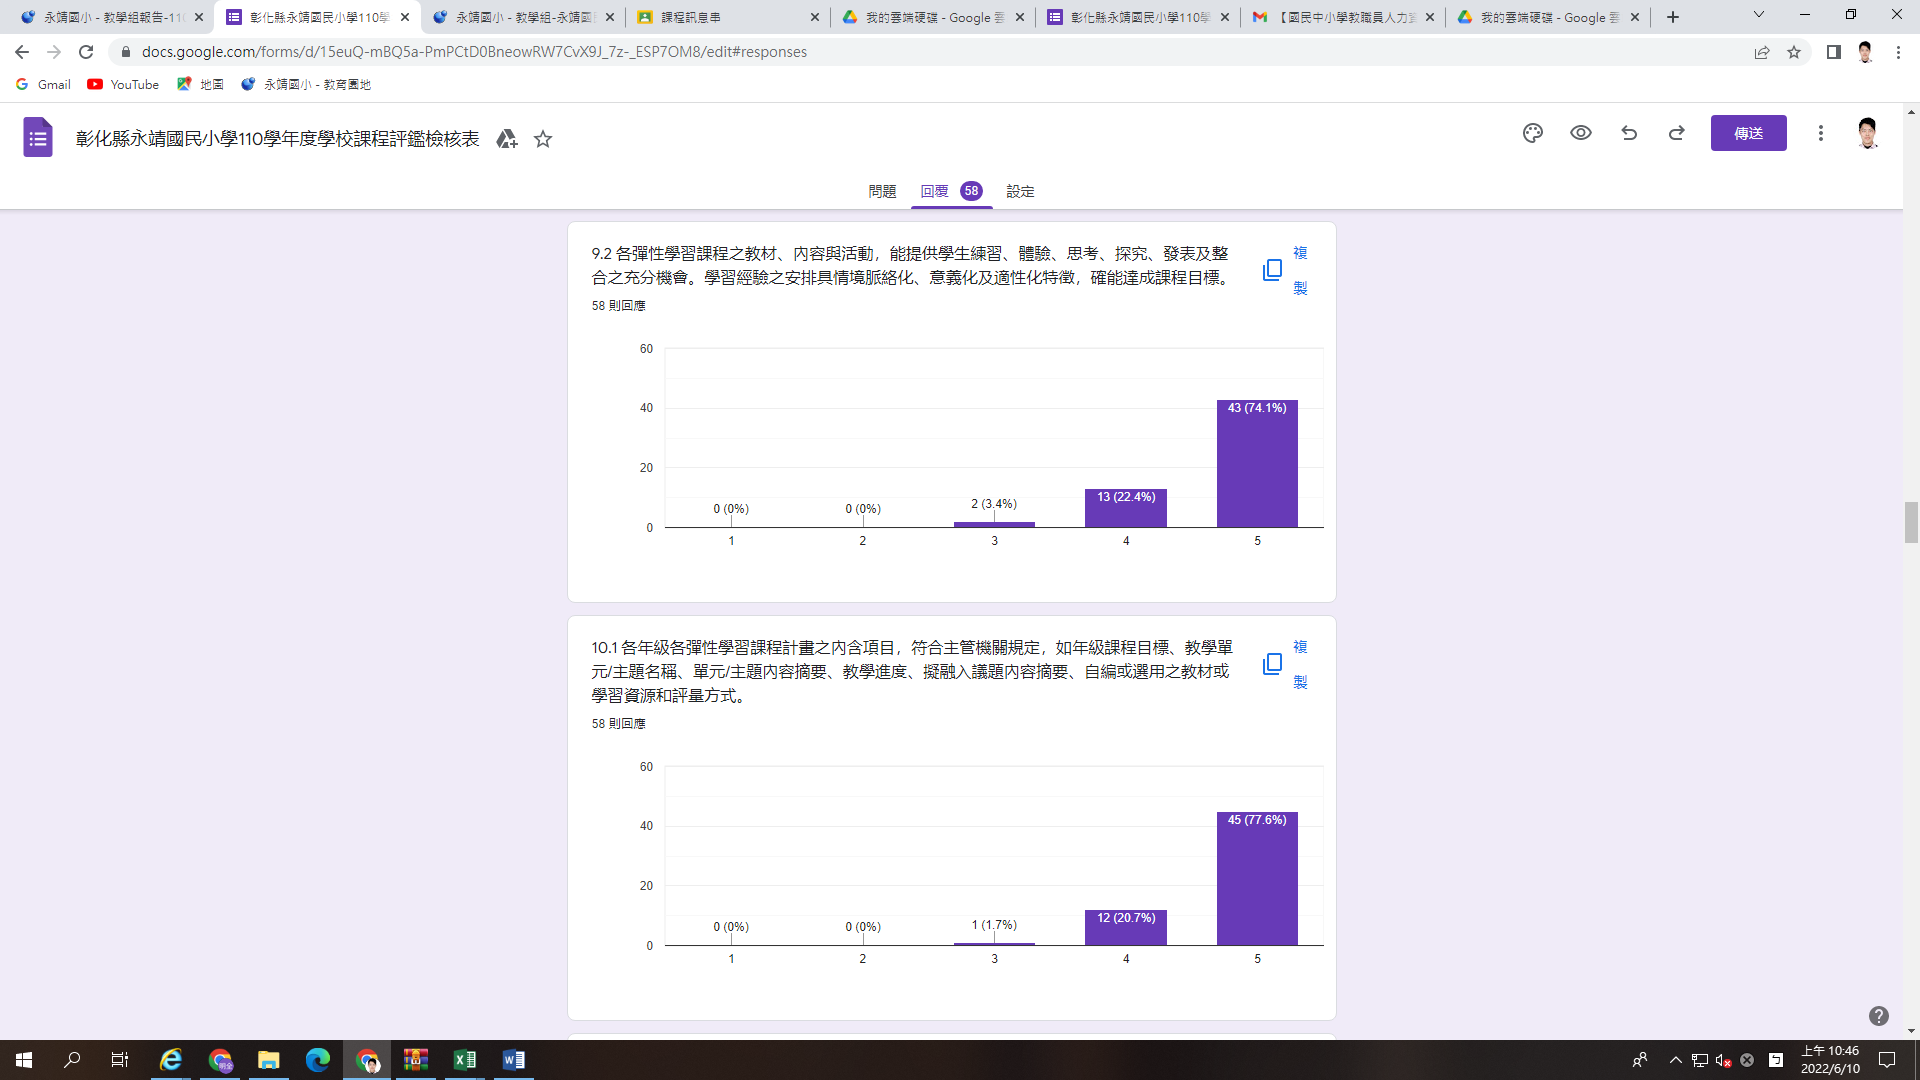 永靖國小 - 教學組報告-110
彰化縣永靖國民小學110學
永靖國小 - 教學組-永靖國
課程訊息串
我的雲端硬碟 - Google 雲
彰化縣永靖國民小學110學
【國民中小學教職員人力資
我的雲端硬碟 - Google 雲
docs.google.com/forms/d/15euQ-mBQ5a-PmPCtD0BneowRW7CvX9J_7z-_ESP7OM8/edit#responses
Gmail
YouTube
地圖
永靖國小 - 教育園地
彰化縣永靖國民小學110學年度學校課程評鑑檢核表
傳送
問題
回覆
58
設定
9.2 各彈性學習課程之教材、內容與活動，能提供學生練習、體驗、思考、探究、發表及整
合之充分機會。學習經驗之安排具情境脈絡化、意義化及適性化特徵，確能達成課程目標。
複
製
58 則回應
60
40
20
0
0 (0%)
0 (0%)
2 (3.4%)
13 (22.4%)
43 (74.1%)
1
2
3
4
5
10.1 各年級各彈性學習課程計畫之內含項目，符合主管機關規定，如年級課程目標、教學單
元/主題名稱、單元/主題內容摘要、教學進度、擬融入議題內容摘要、自編或選用之教材或
學習資源和評量方式。
複
製
58 則回應
60
40
20
0
0 (0%)
0 (0%)
1 (1.7%)
12 (20.7%)
45 (77.6%)
1
2
3
4
5
上午 10:46
2022/6/10